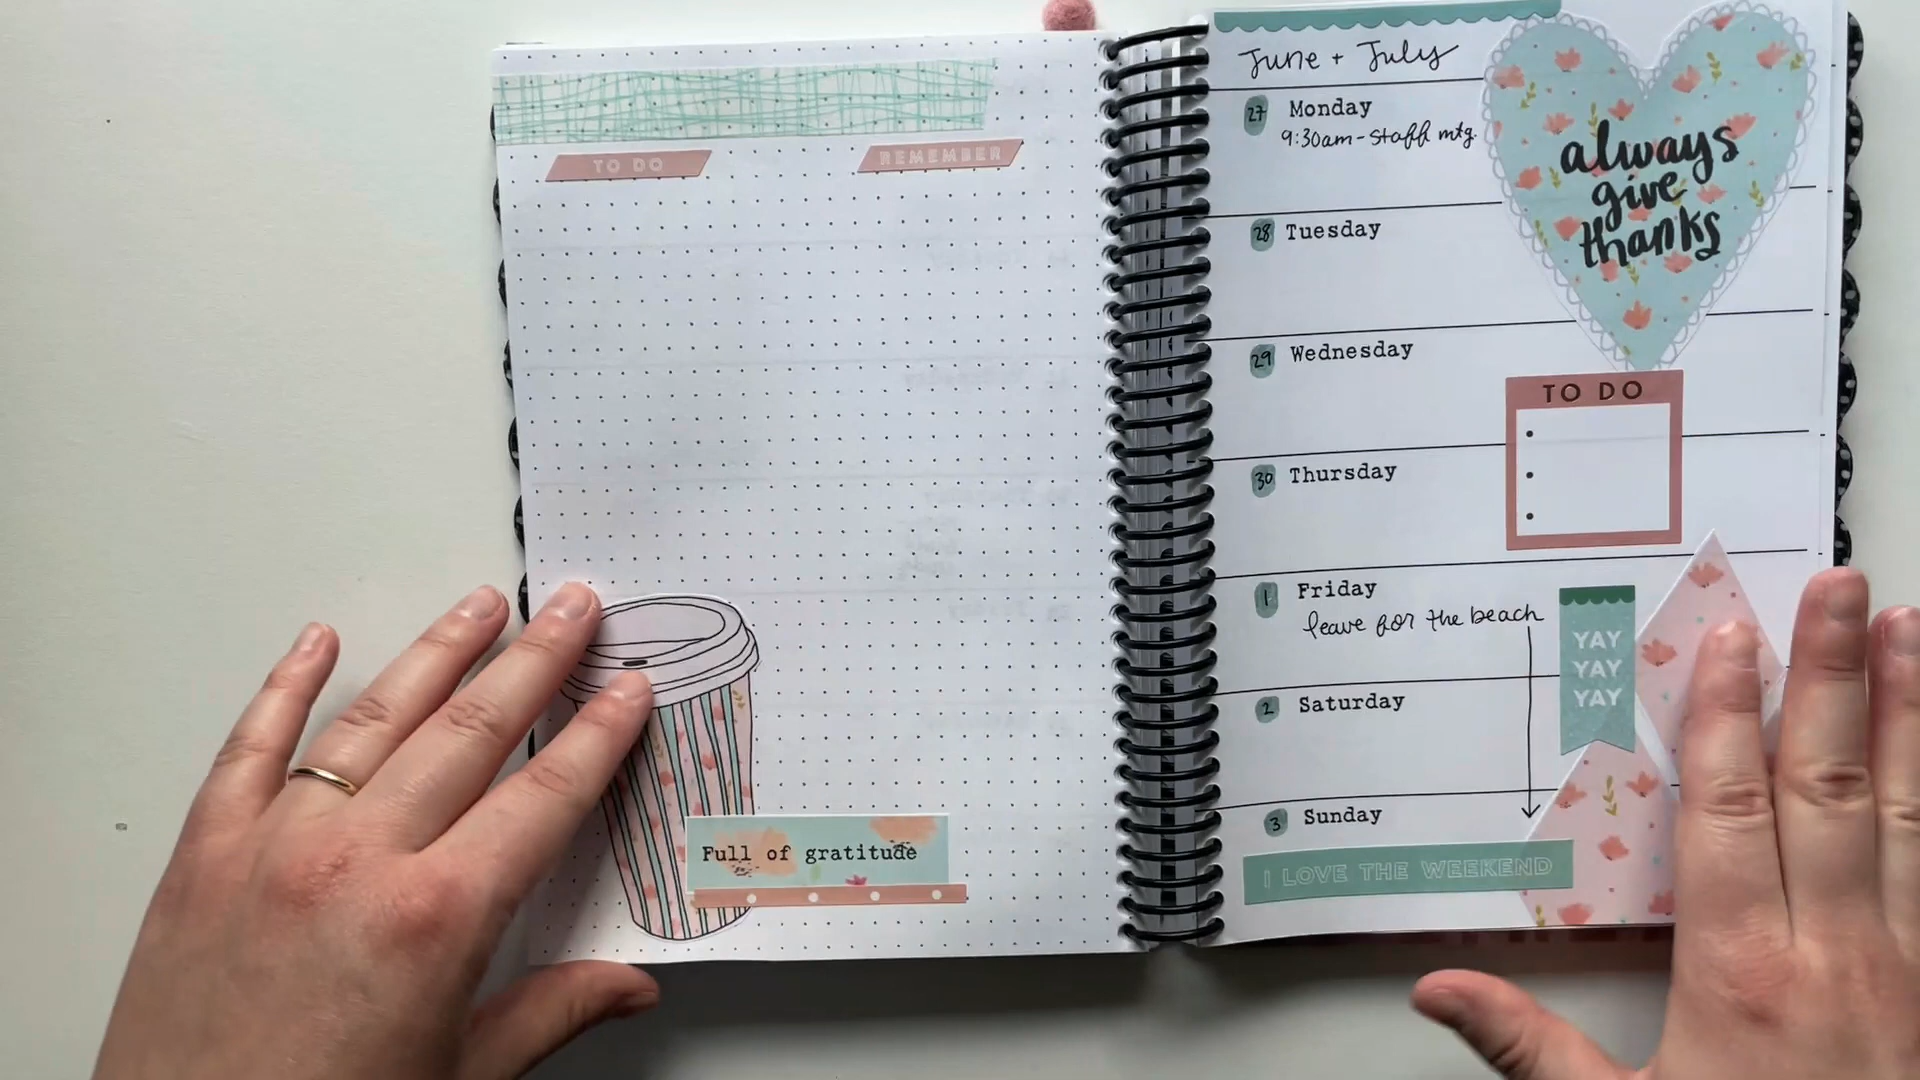 TO DO
REMEMBER
Full of gratitude
June + July
27 Monday
9:30am - Staff mtg.
28 Tuesday
29 Wednesday
30 Thursday
1 Friday
leave for the beach
2 Saturday
3 Sunday
I LOVE THE WEEKEND
always
give
thanks
TO DO
YAY
YAY
YAY